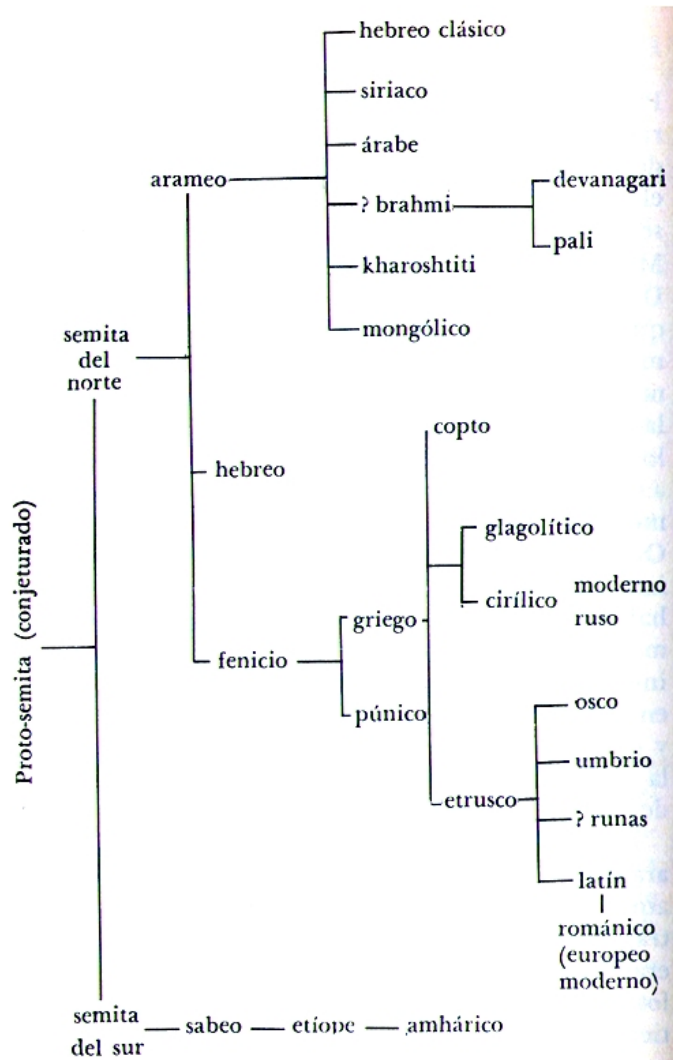 hebreo clásico
siriaco
árabe
arameo
? brahmi
devanagari
pali
kharoshtiti
mongólico
semita
del
norte
hebreo
copto
glagolítico
cirílico
moderno
ruso
griego
fenicio
púnico
Proto-semita (conjeturado)
osco
umbrio
etrusco
? runas
latín
románico
(europeo
moderno)
semita
del sur
sabeo
etíope
amhárico